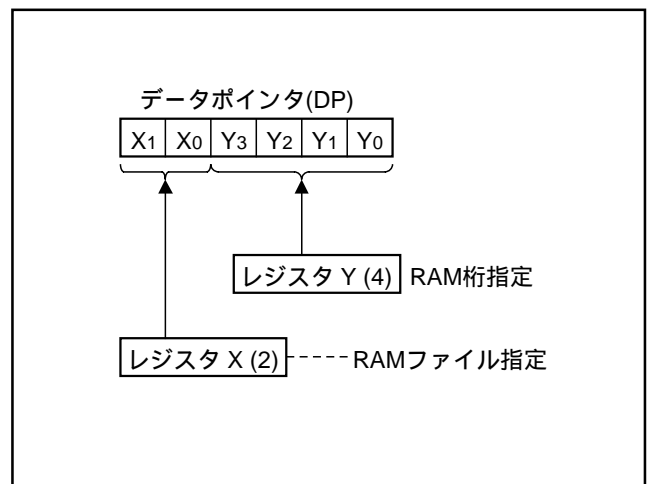 データポインタ(DP)
X1 X0 Y3 Y2 Y1 Y0
レジスタ Y (4) RAM桁指定
レジスタ X (2) RAMファイル指定